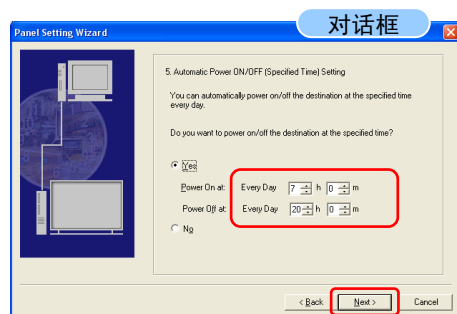 对话框
Panel Setting Wizard
5. Automatic Power ON/OFF (Specified Time) Setting
You can automatically power on/off the destination at the specified time
every day.
Do you want to power on/off the destination at the specified time?
Yes
Power On at: Every Day 7 h 0 m
Power Off at: Every Day 20 h 0 m
No
< Back Next > Cancel